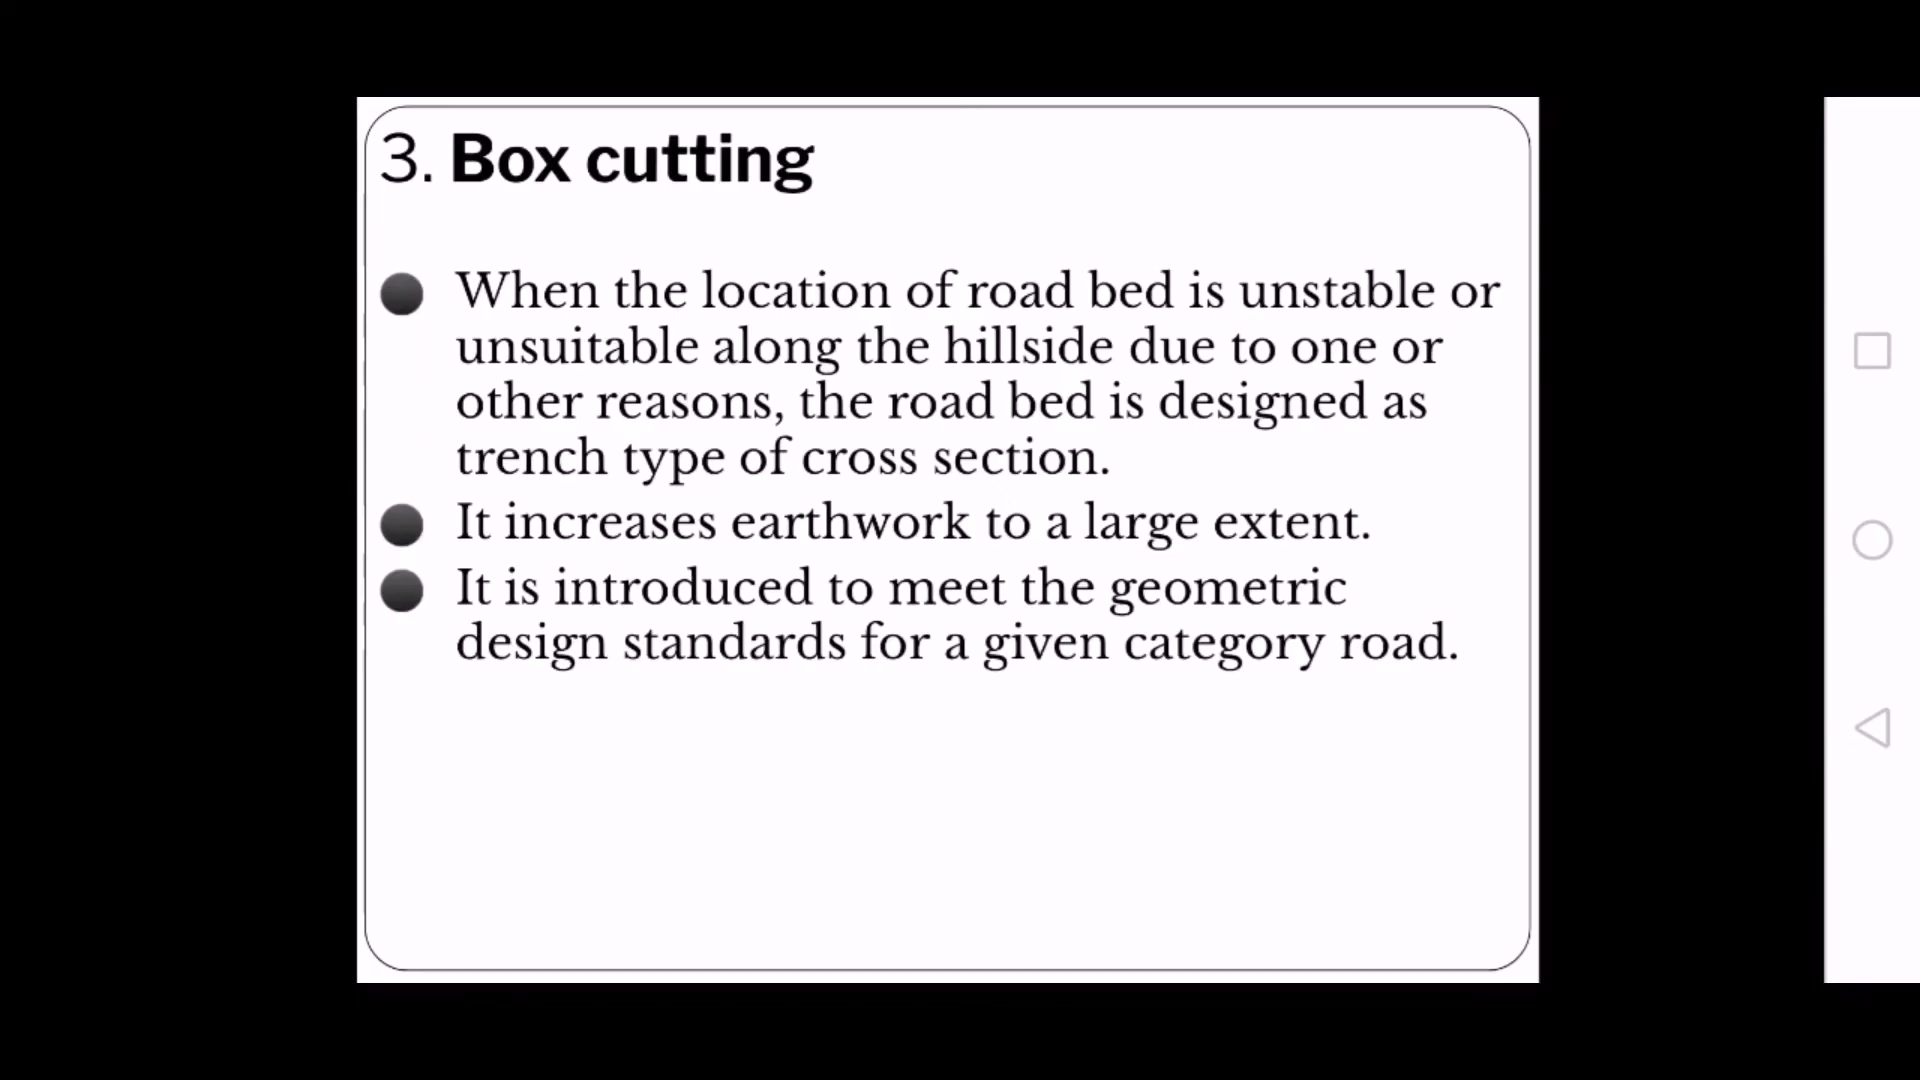 3. Box cutting
When the location of road bed is unstable or
unsuitable along the hillside due to one or
other reasons, the road bed is designed as
trench type of cross section.
It increases earthwork to a large extent.
It is introduced to meet the geometric
design standards for a given category road.